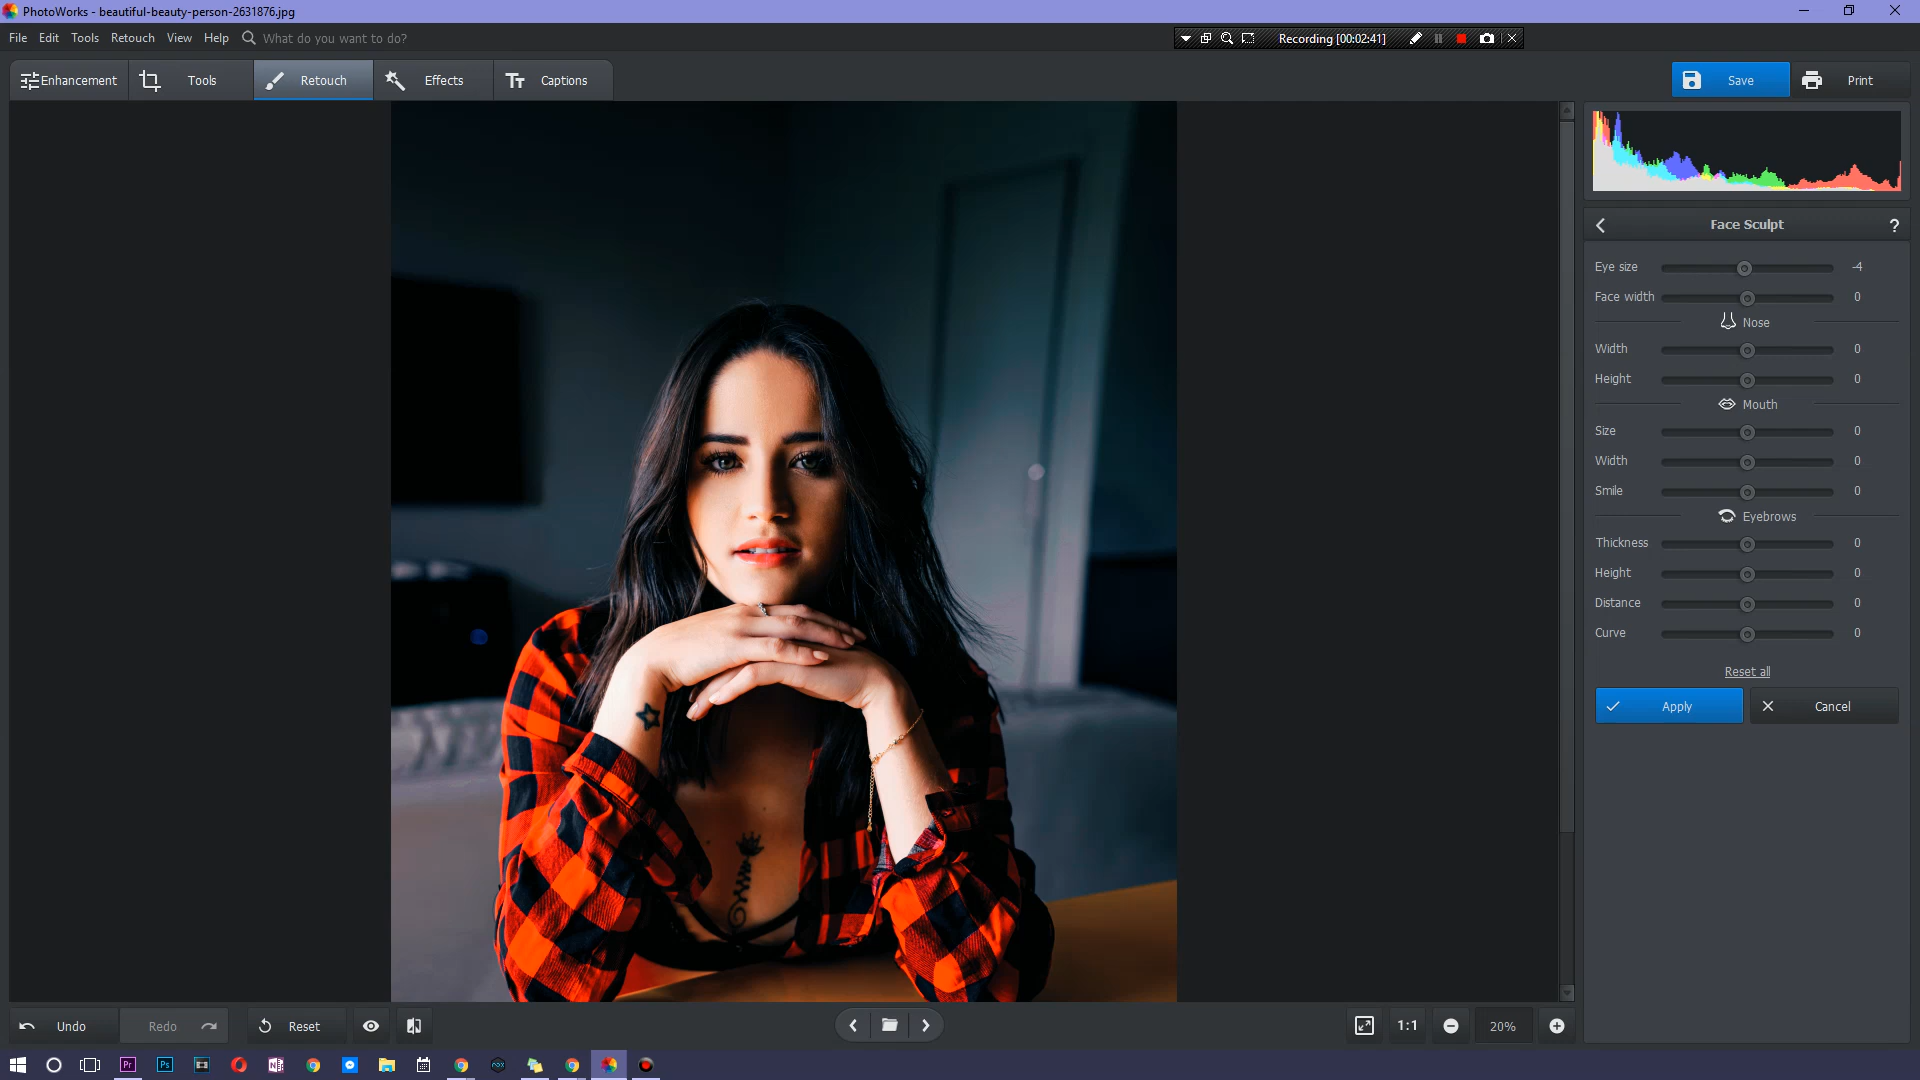 PhotoWorks - beautiful-beauty-person-2631876.jpg
File Edit Tools Retouch View Help What do you want to do?
Recording [00:02:41]
Enhancement Tools Retouch Effects Captions Save Print
Face Sculpt ?
Eye size -4
Face width 0
Nose
Width 0
Height 0
Mouth
Size 0
Width 0
Smile 0
Eyebrows
Thickness 0
Height 0
Distance 0
Curve 0
Reset all
Apply Cancel
Undo Redo Reset 1:1 20%
Pr Ps